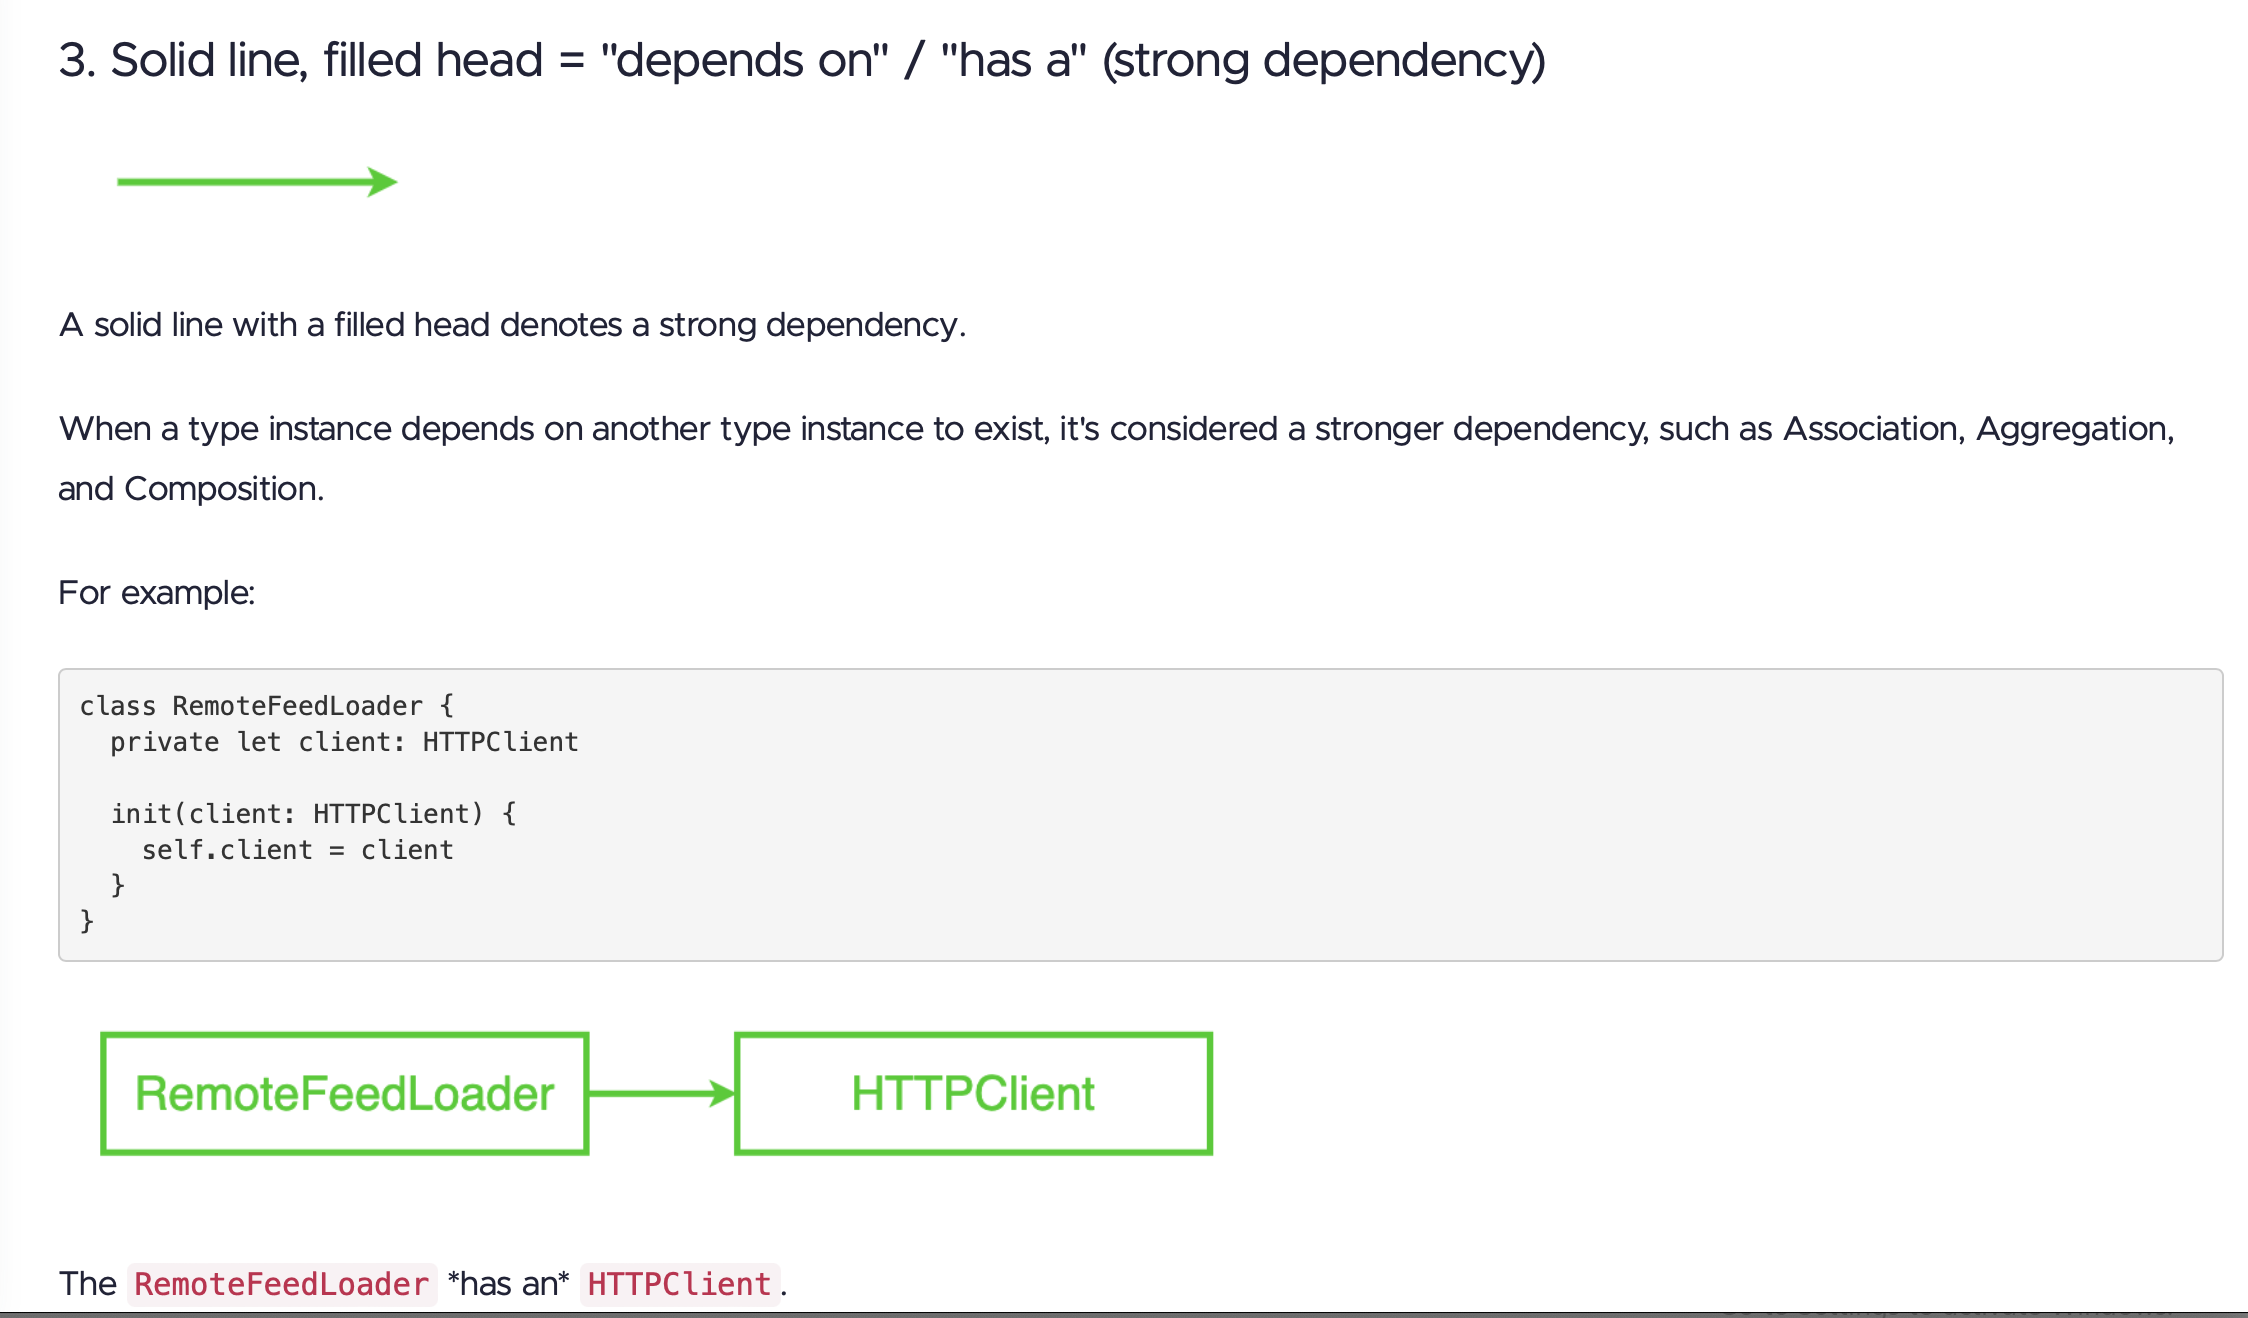 3. Solid line, filled head = "depends on" / "has a" (strong dependency)
A solid line with a filled head denotes a strong dependency.
When a type instance depends on another type instance to exist, it's considered a stronger dependency, such as Association, Aggregation,
and Composition.
For example:
class RemoteFeedLoader {
  private let client: HTTPClient

  init(client: HTTPClient) {
    self.client = client
  }
}
RemoteFeedLoader
HTTPClient
The RemoteFeedLoader *has an* HTTPClient.